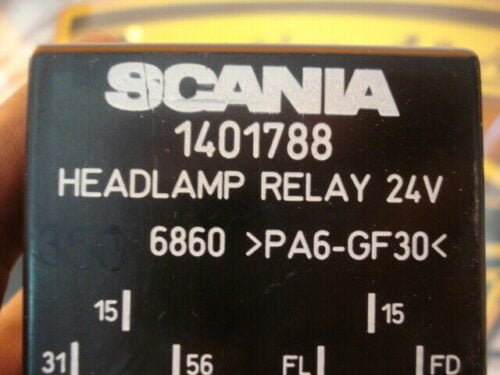 SCANIA
1401788
HEADLAMP RELAY 24V
6860 >PA6-GF30<
15 15
31 56 FL FD